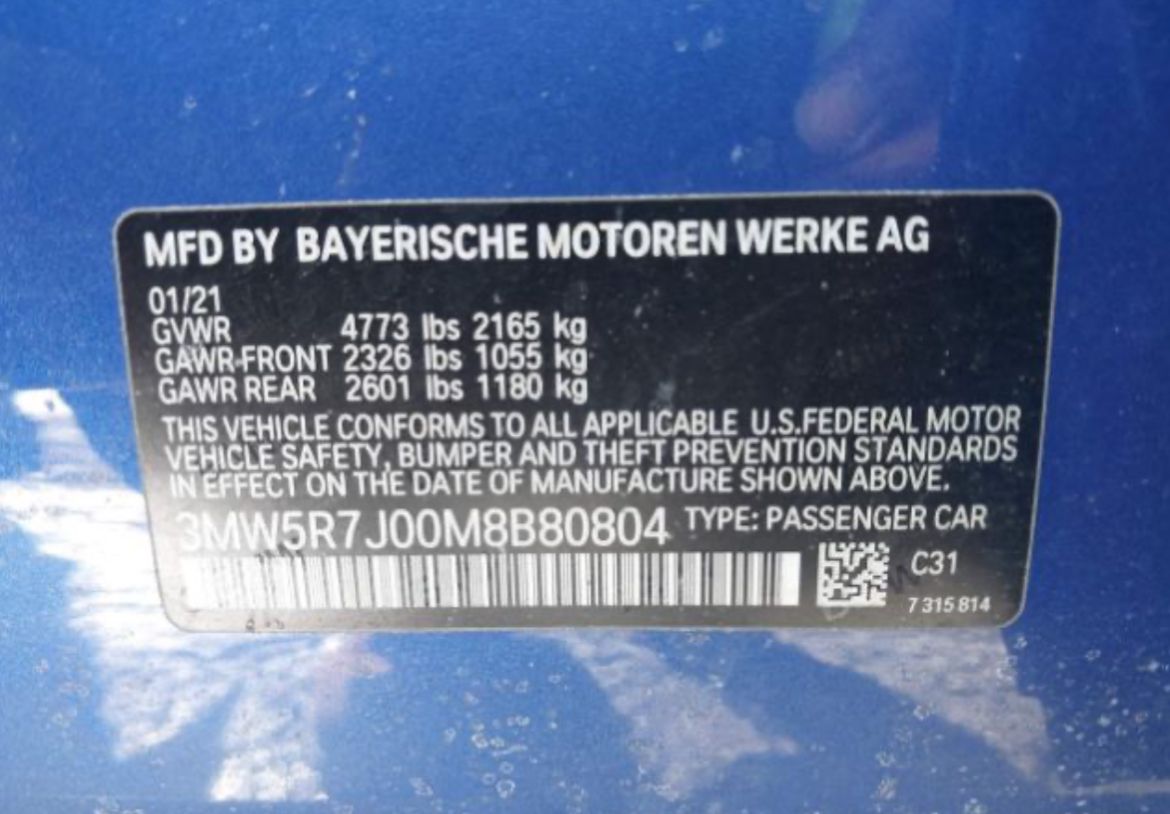 MFD BY BAYERISCHE MOTOREN WERKE AG
01/21
GVWR 4773 lbs 2165 kg
GAWR-FRONT 2326 lbs 1055 kg
GAWR REAR 2601 lbs 1180 kg
THIS VEHICLE CONFORMS TO ALL APPLICABLE U.S.FEDERAL MOTOR
VEHICLE SAFETY, BUMPER AND THEFT PREVENTION STANDARDS
IN EFFECT ON THE DATE OF MANUFACTURE SHOWN ABOVE.
3MW5R7J00M8B80804 TYPE: PASSENGER CAR
C31
7 315 814